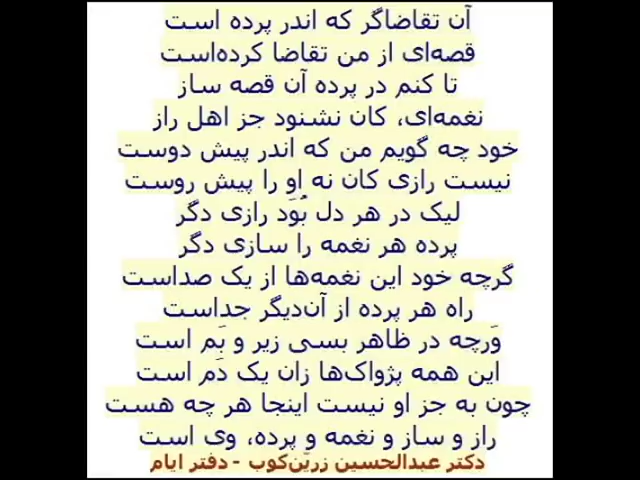 آن تقاضاگر که اندر پرده است
قصه‌ای از من تقاضا کرده‌است
تا کنم در پرده آن قصه ساز
نغمه‌ای، کان نشنود جز اهل راز
خود چه گویم من که اندر پیش دوست
نیست رازی کان نه او را پیش روست
لیک در هر دل بُوَد رازی دگر
پرده هر نغمه را سازی دگر
گرچه خود این نغمه‌ها از یک صداست
راه هر پرده از آن‌دیگر جداست
وَرچه در ظاهر بسی زیر و بَم است
این همه پژواک‌ها زان یک دَم است
چون به جز او نیست اینجا هر چه هست
راز و ساز و نغمه و پرده، وی است
دکتر عبدالحسین زرین‌کوب - دفتر ایام